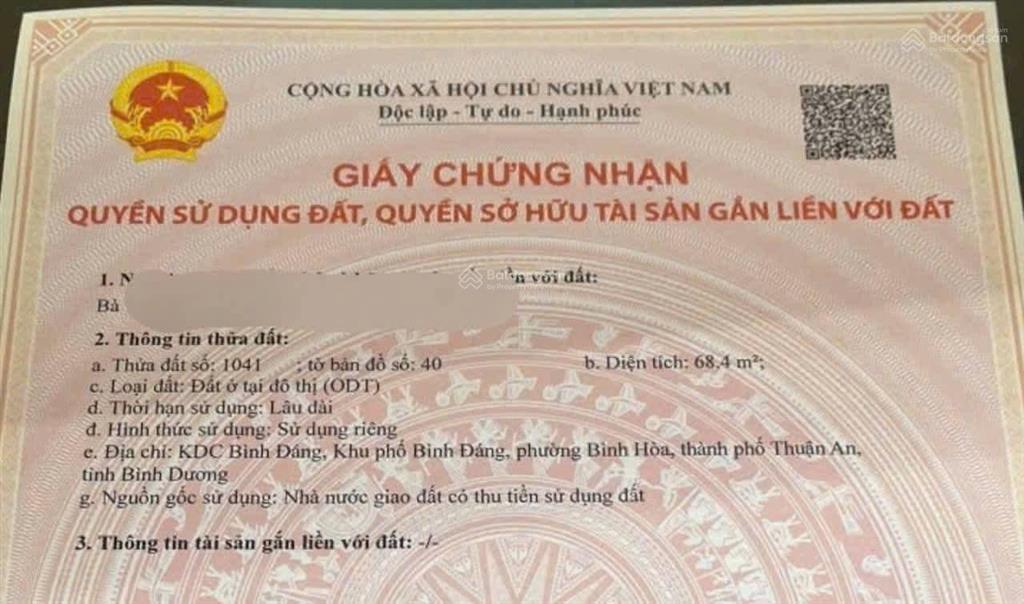 Batdongsan
by PropertyGuru
CỘNG HÒA XÃ HỘI CHỦ NGHĨA VIỆT NAM
Độc lập - Tự do - Hạnh phúc
GIẤY CHỨNG NHẬN
QUYỀN SỬ DỤNG ĐẤT, QUYỀN SỞ HỮU TÀI SẢN GẮN LIỀN VỚI ĐẤT
1. với đất:
Bà
2. Thông tin thửa đất:
a. Thửa đất số: 1041 ; tờ bản đồ số: 40 b. Diện tích: 68,4 m²;
c. Loại đất: Đất ở tại đô thị (ODT)
d. Thời hạn sử dụng: Lâu dài
đ. Hình thức sử dụng: Sử dụng riêng
e. Địa chỉ: KDC Bình Đáng, Khu phố Bình Đáng, phường Bình Hòa, thành phố Thuận An,
tỉnh Bình Dương
g. Nguồn gốc sử dụng: Nhà nước giao đất có thu tiền sử dụng đất
3. Thông tin tài sản gắn liền với đất: -/-